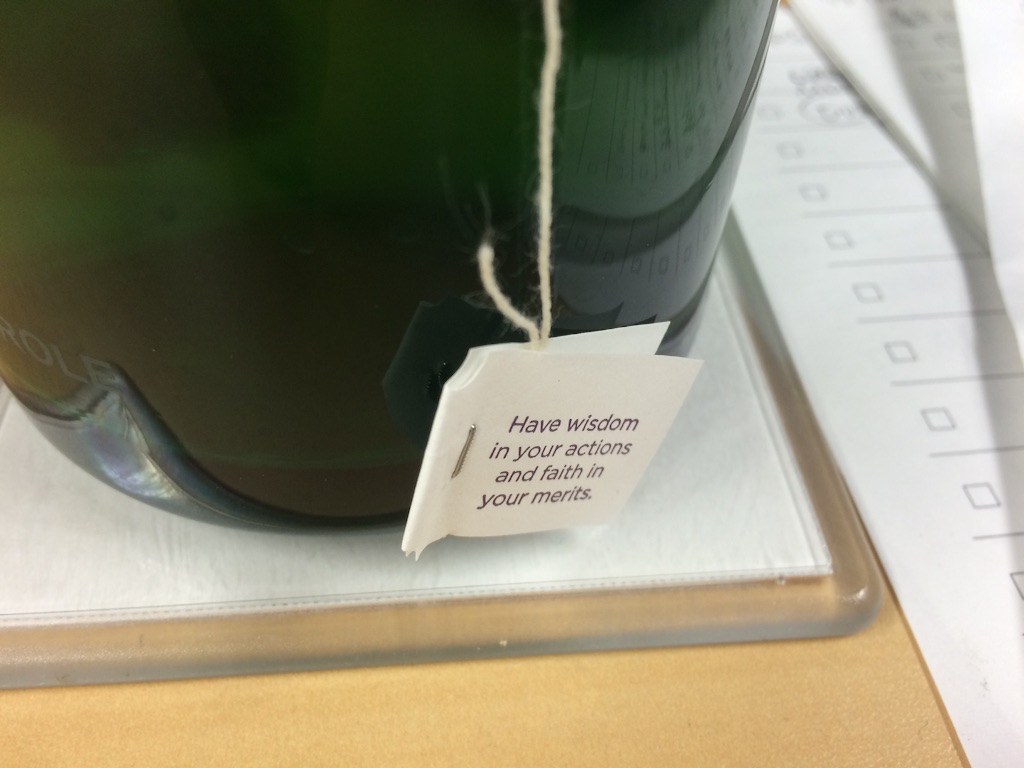 Have wisdom
in your actions
and faith in
your merits.